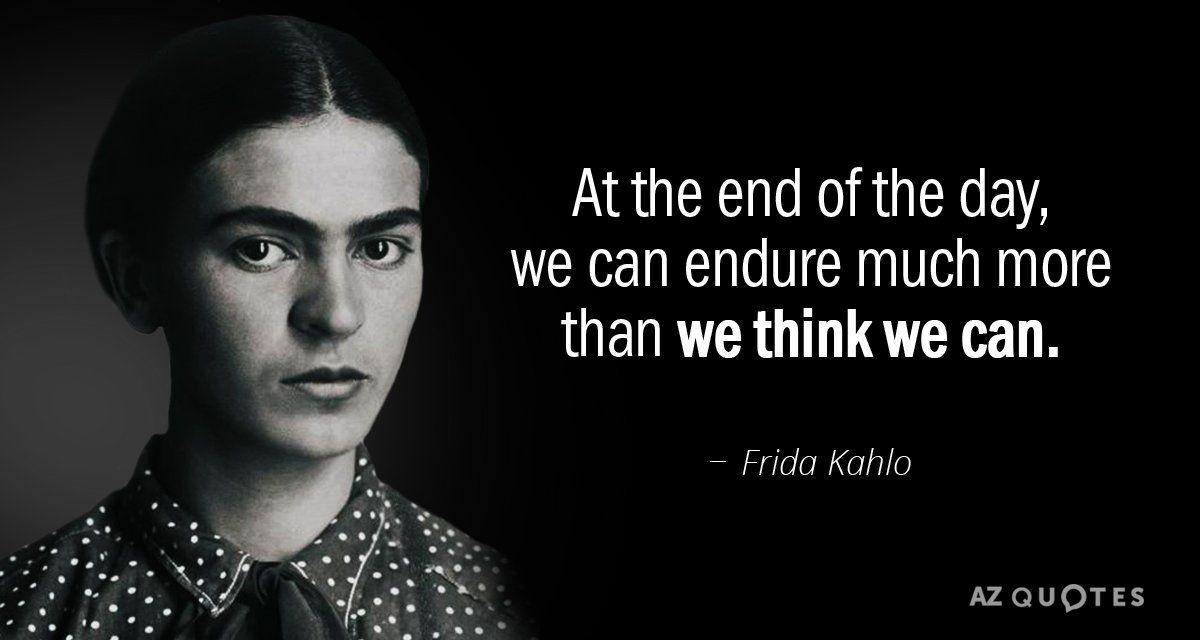 At the end of the day,
we can endure much more
than we think we can.
– Frida Kahlo
AZ QUOTES